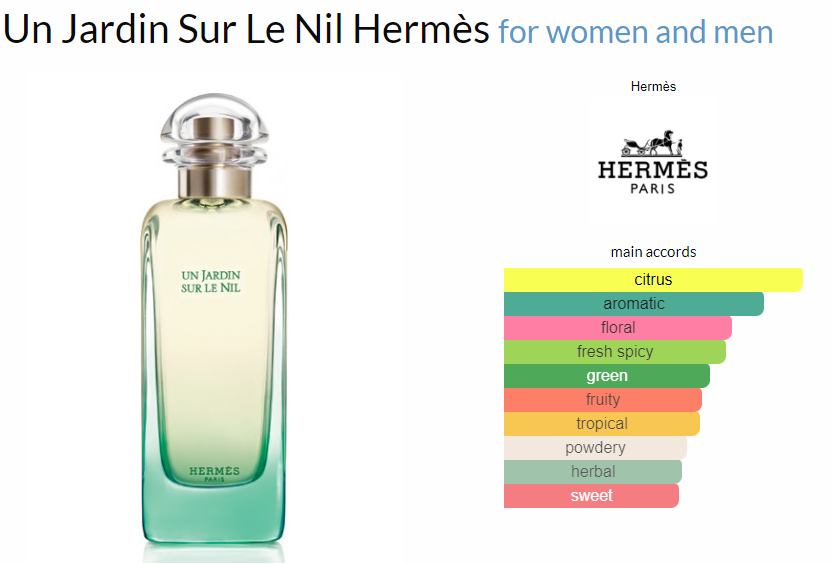 Un Jardin Sur Le Nil Hermès for women and men
Hermès
HERMÈS
PARIS
UN JARDIN
SUR LE NIL
HERMÈS
PARIS
main accords
citrus
aromatic
floral
fresh spicy
green
fruity
tropical
powdery
herbal
sweet